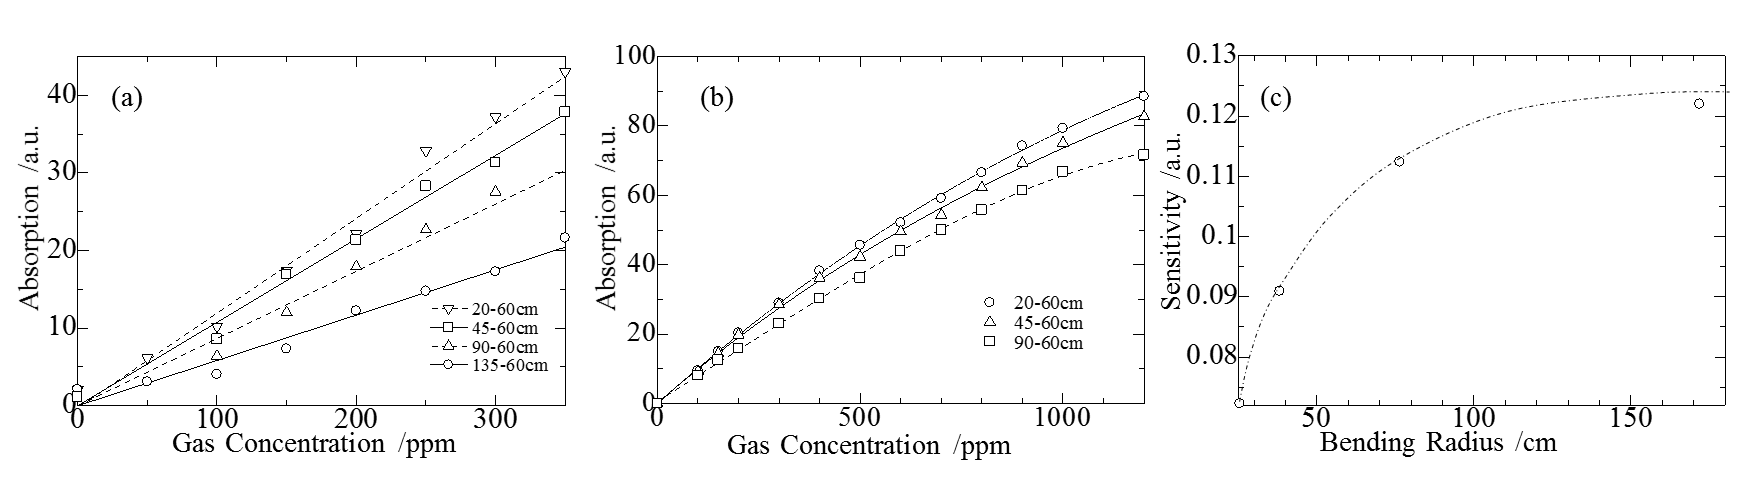 (a)
Absorption /a.u.
40
30
20
10
0
0 100 200 300
Gas Concentration /ppm
20-60cm
45-60cm
90-60cm
135-60cm
(b)
Absorption /a.u.
100
80
60
40
20
0
0 500 1000
Gas Concentration /ppm
20-60cm
45-60cm
90-60cm
(c)
Sensitivity /a.u.
0.13
0.12
0.11
0.1
0.09
0.08
50 100 150
Bending Radius /cm